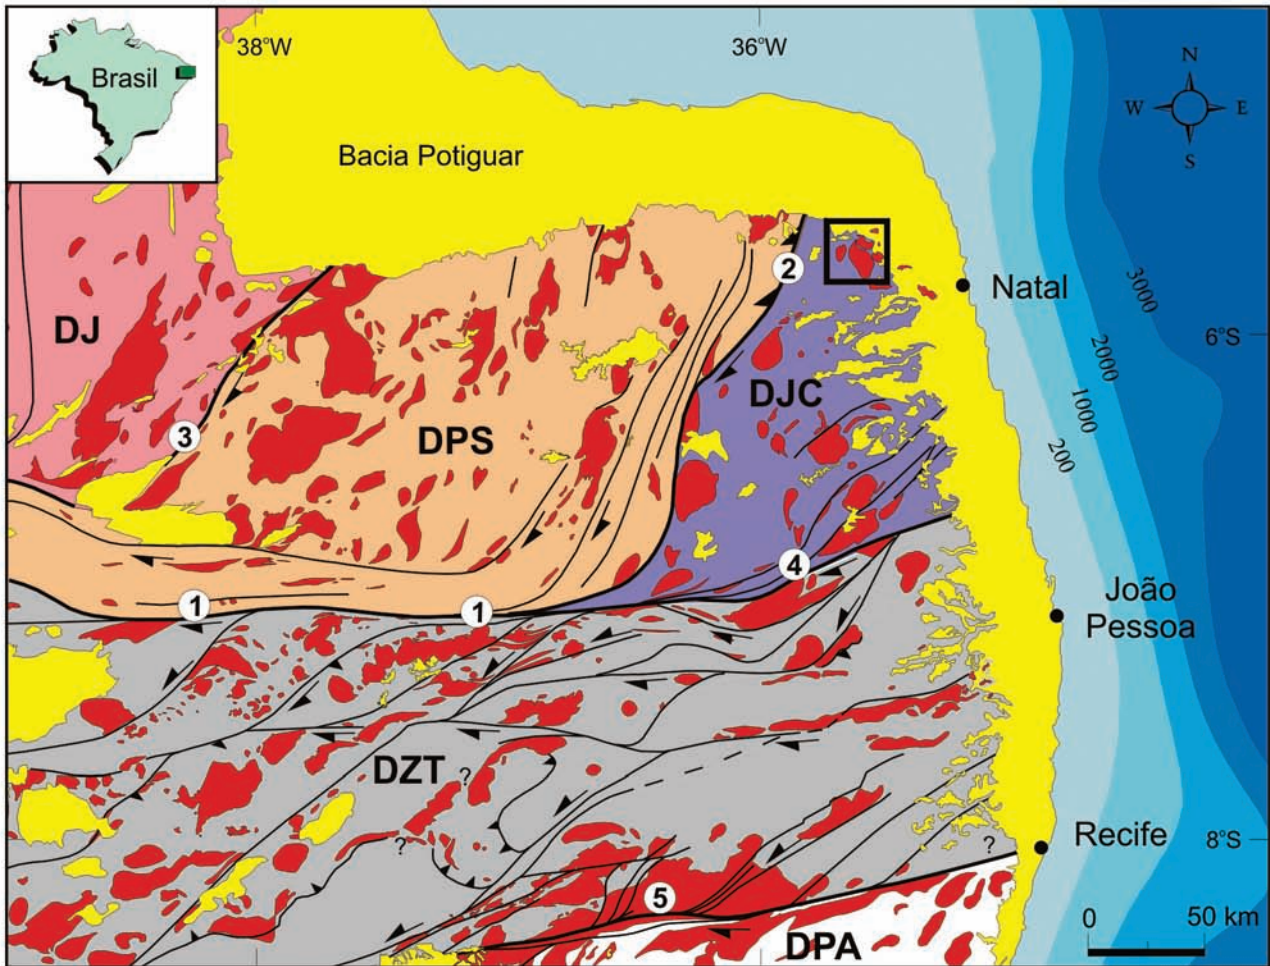 38°W
36°W
Brasil
N
W
E
S
Bacia Potiguar
2
Natal
3000
6°S
DJ
2000
DJC
1000
3
DPS
200
4
João
Pessoa
1
1
DZT
?
?
?
Recife
8°S
5
0
50 km
DPA